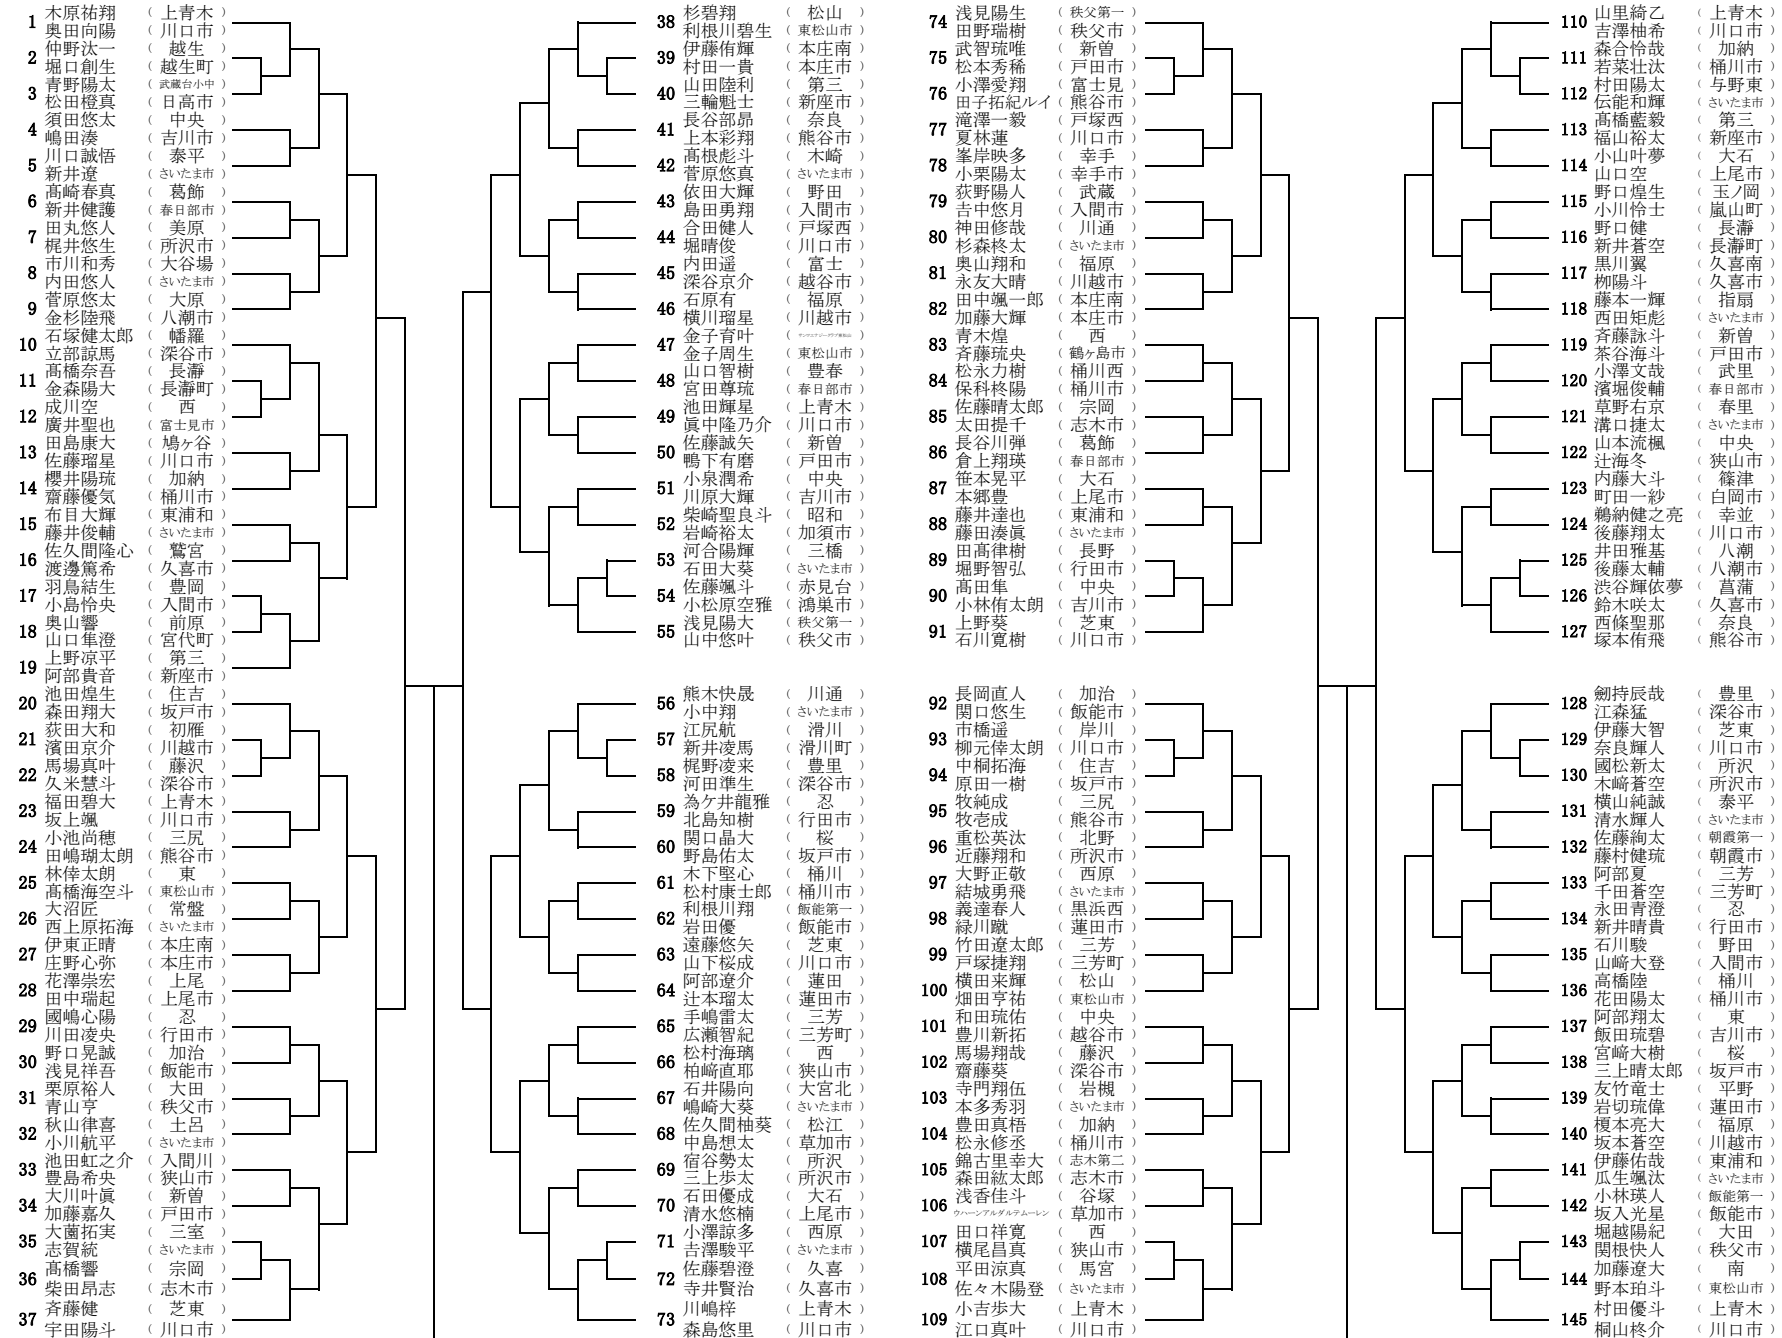 1 木原祐翔 （ 上青木 ）
奥田向陽 （ 川口市 ）
2 仲野汰一 （ 越生 ）
堀口創生 （ 越生町 ）
3 青野陽太 （ 武蔵台小中 ）
松田橙真 （ 日高市 ）
4 須田悠太 （ 中央 ）
嶋田湊 （ 吉川市 ）
5 川口誠悟 （ 泰平 ）
新井遼 （ さいたま市 ）
6 髙崎春真 （ 葛飾 ）
新井健護 （ 春日部市 ）
7 田丸悠人 （ 美原 ）
梶井悠生 （ 所沢市 ）
8 市川和秀 （ 大谷場 ）
内田悠人 （ さいたま市 ）
9 菅原悠太 （ 大原 ）
金杉陸飛 （ 八潮市 ）
10 石塚健太郎 （ 幡羅 ）
立部諒馬 （ 深谷市 ）
11 髙橋奈吾 （ 長瀞 ）
金森陽大 （ 長瀞町 ）
12 成川空 （ 西 ）
廣井聖也 （ 富士見市 ）
13 田島康大 （ 鳩ヶ谷 ）
佐藤瑠星 （ 川口市 ）
14 櫻井陽琉 （ 加納 ）
齋藤優気 （ 桶川市 ）
15 布目大輝 （ 東浦和 ）
藤井俊輔 （ さいたま市 ）
16 佐久間隆心 （ 鷲宮 ）
渡邊篤希 （ 久喜市 ）
17 羽鳥結生 （ 豊岡 ）
小島怜央 （ 入間市 ）
18 奥山響 （ 前原 ）
山口隼澄 （ 宮代町 ）
19 上野凉平 （ 第三 ）
阿部貴音 （ 新座市 ）
20 池田煌生 （ 住吉 ）
森田翔大 （ 坂戸市 ）
21 荻田大和 （ 初雁 ）
濱田京介 （ 川越市 ）
22 馬場真叶 （ 藤沢 ）
久米慧斗 （ 深谷市 ）
23 福田碧大 （ 上青木 ）
坂上颯 （ 川口市 ）
24 小池尚穂 （ 三尻 ）
田嶋瑚太朗 （ 熊谷市 ）
25 林倖太朗 （ 東 ）
髙橋海空斗 （ 東松山市 ）
26 大沼匠 （ 常盤 ）
西上原拓海 （ さいたま市 ）
27 伊東正晴 （ 本庄南 ）
庄野心弥 （ 本庄市 ）
28 花澤崇宏 （ 上尾 ）
田中瑞起 （ 上尾市 ）
29 國嶋心陽 （ 忍 ）
川田凌央 （ 行田市 ）
30 野口晃誠 （ 加治 ）
浅見祥吾 （ 飯能市 ）
31 栗原裕人 （ 大田 ）
青山亨 （ 秩父市 ）
32 秋山律喜 （ 土呂 ）
小川航平 （ さいたま市 ）
33 池田虹之介 （ 入間川 ）
豊島希央 （ 狭山市 ）
34 大川叶眞 （ 新曽 ）
加藤嘉久 （ 戸田市 ）
35 大薗拓実 （ 三室 ）
志賀統 （ さいたま市 ）
36 髙橋響 （ 宗岡 ）
柴田昂志 （ 志木市 ）
37 斉藤健 （ 芝東 ）
宇田陽斗 （ 川口市 ）
38 杉碧翔 （ 松山 ）
利根川碧生 （ 東松山市 ）
39 伊藤侑輝 （ 本庄南 ）
村田一貴 （ 本庄市 ）
40 山田陸利 （ 第三 ）
三輪魁士 （ 新座市 ）
41 長谷部昴 （ 奈良 ）
上本彩翔 （ 熊谷市 ）
42 髙根彪斗 （ 木崎 ）
菅原悠真 （ さいたま市 ）
43 依田大輝 （ 野田 ）
島田勇翔 （ 入間市 ）
44 合田健人 （ 戸塚西 ）
堀晴俊 （ 川口市 ）
45 内田遥 （ 富士 ）
深谷京介 （ 越谷市 ）
46 石原有 （ 福原 ）
横川瑠星 （ 川越市 ）
47 金子育叶
金子周生 （ 東松山市 ）
48 山口智樹 （ 豊春 ）
宮田尊琉 （ 春日部市 ）
49 池田輝星 （ 上青木 ）
眞中隆乃介 （ 川口市 ）
50 佐藤誠矢 （ 新曽 ）
鴨下有磨 （ 戸田市 ）
51 小泉潤希 （ 中央 ）
川原大輝 （ 吉川市 ）
52 柴崎聖良斗 （ 昭和 ）
岩崎裕太 （ 加須市 ）
53 河合陽輝 （ 三橋 ）
石田大葵 （ さいたま市 ）
54 佐藤颯斗 （ 赤見台 ）
小松原空雅 （ 鴻巣市 ）
55 浅見陽大 （ 秩父第一 ）
山中悠叶 （ 秩父市 ）
56 熊木快晟 （ 川通 ）
小中翔 （ さいたま市 ）
57 江尻航 （ 滑川 ）
新井凌馬 （ 滑川町 ）
58 梶野凌来 （ 豊里 ）
河田準生 （ 深谷市 ）
59 為ケ井龍雅 （ 忍 ）
北島知樹 （ 行田市 ）
60 関口晶大 （ 桜 ）
野島佑太 （ 坂戸市 ）
61 木下堅心 （ 桶川 ）
松村康士郎 （ 桶川市 ）
62 利根川翔 （ 飯能第一 ）
岩田優 （ 飯能市 ）
63 遠藤悠矢 （ 芝東 ）
山下桜成 （ 川口市 ）
64 阿部遼介 （ 蓮田 ）
辻本瑠太 （ 蓮田市 ）
65 手嶋雷太 （ 三芳 ）
広瀬智紀 （ 三芳町 ）
66 松村海璃 （ 西 ）
柏﨑直耶 （ 狭山市 ）
67 石井陽向 （ 大宮北 ）
嶋崎大葵 （ さいたま市 ）
68 佐久間柚葵 （ 松江 ）
中島想太 （ 草加市 ）
69 宿谷勢太 （ 所沢 ）
三上歩太 （ 所沢市 ）
70 石田優成 （ 大石 ）
清水悠楠 （ 上尾市 ）
71 小澤諒多 （ 西原 ）
吉澤駿平 （ さいたま市 ）
72 佐藤碧澄 （ 久喜 ）
寺井賢治 （ 久喜市 ）
73 川嶋梓 （ 上青木 ）
森島悠里 （ 川口市 ）
74 浅見陽生 （ 秩父第一 ）
田野瑞樹 （ 秩父市 ）
75 武智琉唯 （ 新曽 ）
松本秀稀 （ 戸田市 ）
76 小澤愛翔 （ 富士見 ）
田子拓紀ルイ （ 熊谷市 ）
77 滝澤一毅 （ 戸塚西 ）
夏林蓮 （ 川口市 ）
78 峯岸映多 （ 幸手 ）
小栗陽太 （ 幸手市 ）
79 荻野陽人 （ 武蔵 ）
吉中悠月 （ 入間市 ）
80 神田修哉 （ 川通 ）
杉森柊太 （ さいたま市 ）
81 奥山翔和 （ 福原 ）
永友大晴 （ 川越市 ）
82 田中颯一郎 （ 本庄南 ）
加藤大輝 （ 本庄市 ）
83 青木煌 （ 西 ）
斉藤琉央 （ 鶴ヶ島市 ）
84 松永力樹 （ 桶川西 ）
保科柊陽 （ 桶川市 ）
85 佐藤晴太郎 （ 宗岡 ）
太田提千 （ 志木市 ）
86 長谷川弾 （ 葛飾 ）
倉上翔瑛 （ 春日部市 ）
87 笹本晃平 （ 大石 ）
本郷豊 （ 上尾市 ）
88 藤井達也 （ 東浦和 ）
藤田湊眞 （ さいたま市 ）
89 田髙律樹 （ 長野 ）
堀野智弘 （ 行田市 ）
90 髙田隼 （ 中央 ）
小林侑太朗 （ 吉川市 ）
91 上野葵 （ 芝東 ）
石川寛樹 （ 川口市 ）
92 長岡直人 （ 加治 ）
関口悠生 （ 飯能市 ）
93 市橋遥 （ 岸川 ）
柳元倖太朗 （ 川口市 ）
94 中桐拓海 （ 住吉 ）
原田一樹 （ 坂戸市 ）
95 牧純成 （ 三尻 ）
牧壱成 （ 熊谷市 ）
96 重松英汰 （ 北野 ）
近藤翔和 （ 所沢市 ）
97 大野正敬 （ 西原 ）
結城勇飛 （ さいたま市 ）
98 義達春人 （ 黒浜西 ）
緑川蹴 （ 蓮田市 ）
99 竹田遼太郎 （ 三芳 ）
戸塚捷翔 （ 三芳町 ）
100 横田来輝 （ 松山 ）
畑田亨祐 （ 東松山市 ）
101 和田琉佑 （ 中央 ）
豊川新拓 （ 越谷市 ）
102 馬場翔哉 （ 藤沢 ）
齋藤葵 （ 深谷市 ）
103 寺門翔伍 （ 岩槻 ）
本多秀羽 （ さいたま市 ）
104 豊田真梧 （ 加納 ）
松永修丞 （ 桶川市 ）
105 錦古里幸大 （ 志木第二 ）
森田紘太郎 （ 志木市 ）
106 浅香佳斗 （ 谷塚 ）
ウハーンアルダルテムーレン （ 草加市 ）
107 田口祥寛 （ 西 ）
横尾昌真 （ 狭山市 ）
108 平田涼真 （ 馬宮 ）
佐々木陽登 （ さいたま市 ）
109 小吉歩大 （ 上青木 ）
江口真叶 （ 川口市 ）
110 山里綺乙 （ 上青木 ）
吉澤柚希 （ 川口市 ）
111 森合怜哉 （ 加納 ）
若菜壮汰 （ 桶川市 ）
112 村田陽太 （ 与野東 ）
伝能和輝 （ さいたま市 ）
113 髙橋藍毅 （ 第三 ）
福山裕太 （ 新座市 ）
114 小山叶夢 （ 大石 ）
山口空 （ 上尾市 ）
115 野口煌生 （ 玉ノ岡 ）
小川怜士 （ 嵐山町 ）
116 野口健 （ 長瀞 ）
新井蒼空 （ 長瀞町 ）
117 黒川翼 （ 久喜南 ）
栁陽斗 （ 久喜市 ）
118 藤本一輝 （ 指扇 ）
西田矩彪 （ さいたま市 ）
119 斉藤詠斗 （ 新曽 ）
茶谷海斗 （ 戸田市 ）
120 小澤文哉 （ 武里 ）
濱堀俊輔 （ 春日部市 ）
121 草野右京 （ 春里 ）
溝口捷太 （ さいたま市 ）
122 山本流楓 （ 中央 ）
辻海冬 （ 狭山市 ）
123 内藤大斗 （ 篠津 ）
町田一紗 （ 白岡市 ）
124 鵜納健之亮 （ 幸並 ）
後藤翔太 （ 川口市 ）
125 井田雅基 （ 八潮 ）
後藤太輔 （ 八潮市 ）
126 渋谷輝依夢 （ 菖蒲 ）
鈴木咲太 （ 久喜市 ）
127 西條聖那 （ 奈良 ）
塚本侑飛 （ 熊谷市 ）
128 劒持辰哉 （ 豊里 ）
江森猛 （ 深谷市 ）
129 伊藤大智 （ 芝東 ）
奈良輝人 （ 川口市 ）
130 國松新太 （ 所沢 ）
木﨑蒼空 （ 所沢市 ）
131 横山純誠 （ 泰平 ）
清水輝人 （ さいたま市 ）
132 佐藤絢太 （ 朝霞第一 ）
藤村健琉 （ 朝霞市 ）
133 阿部夏 （ 三芳 ）
千田蒼空 （ 三芳町 ）
134 永田青澄 （ 忍 ）
新井晴貴 （ 行田市 ）
135 石川駿 （ 野田 ）
山﨑大登 （ 入間市 ）
136 高橋陸 （ 桶川 ）
花田陽太 （ 桶川市 ）
137 阿部翔太 （ 東 ）
飯田琉碧 （ 吉川市 ）
138 宮﨑大樹 （ 桜 ）
三上晴太郎 （ 坂戸市 ）
139 友竹竜士 （ 平野 ）
岩切琉偉 （ 蓮田市 ）
140 榎本亮大 （ 福原 ）
坂本蒼空 （ 川越市 ）
141 伊藤佑哉 （ 東浦和 ）
瓜生颯汰 （ さいたま市 ）
142 小林瑛人 （ 飯能第一 ）
坂入光星 （ 飯能市 ）
143 堀越陽紀 （ 大田 ）
関根快人 （ 秩父市 ）
144 加藤遼大 （ 南 ）
野本珀斗 （ 東松山市 ）
145 村田優斗 （ 上青木 ）
桐山柊介 （ 川口市 ）